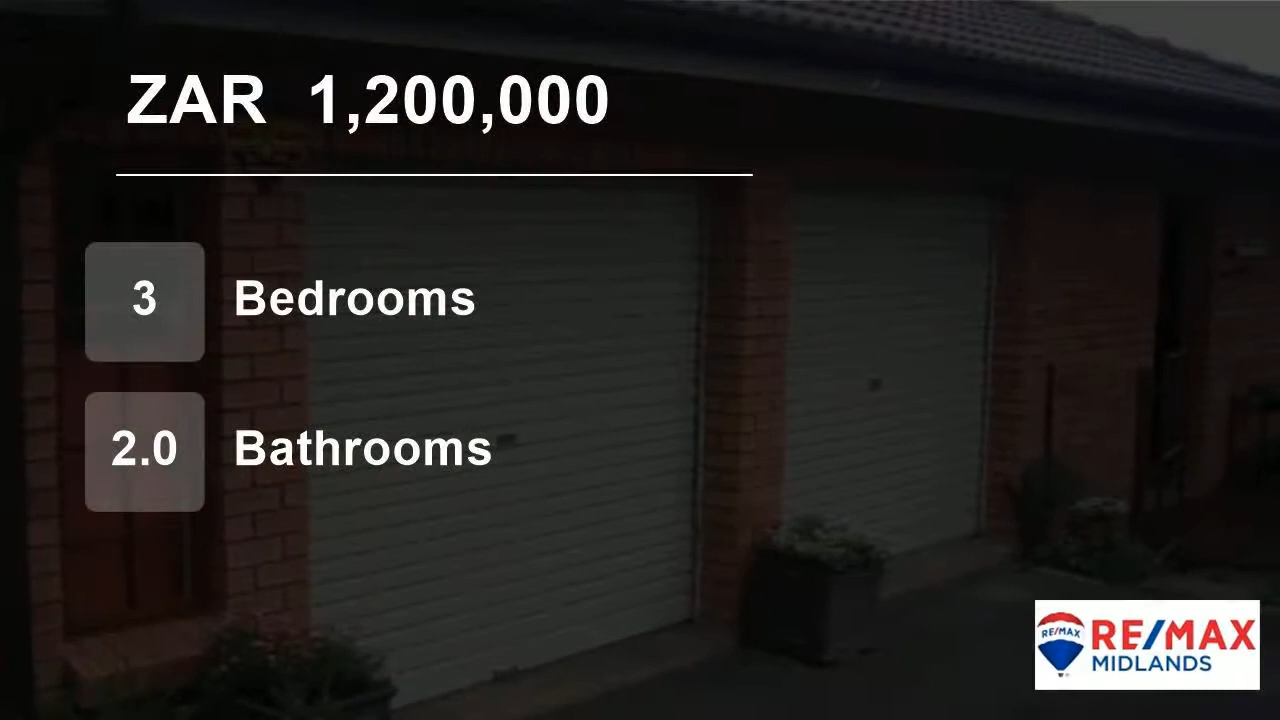 ZAR 1,200,000
3 Bedrooms
2.0 Bathrooms
RE/MAX
RE/MAX
MIDLANDS